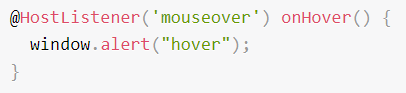 @HostListener('mouseover') onHover() {
  window.alert("hover");
}